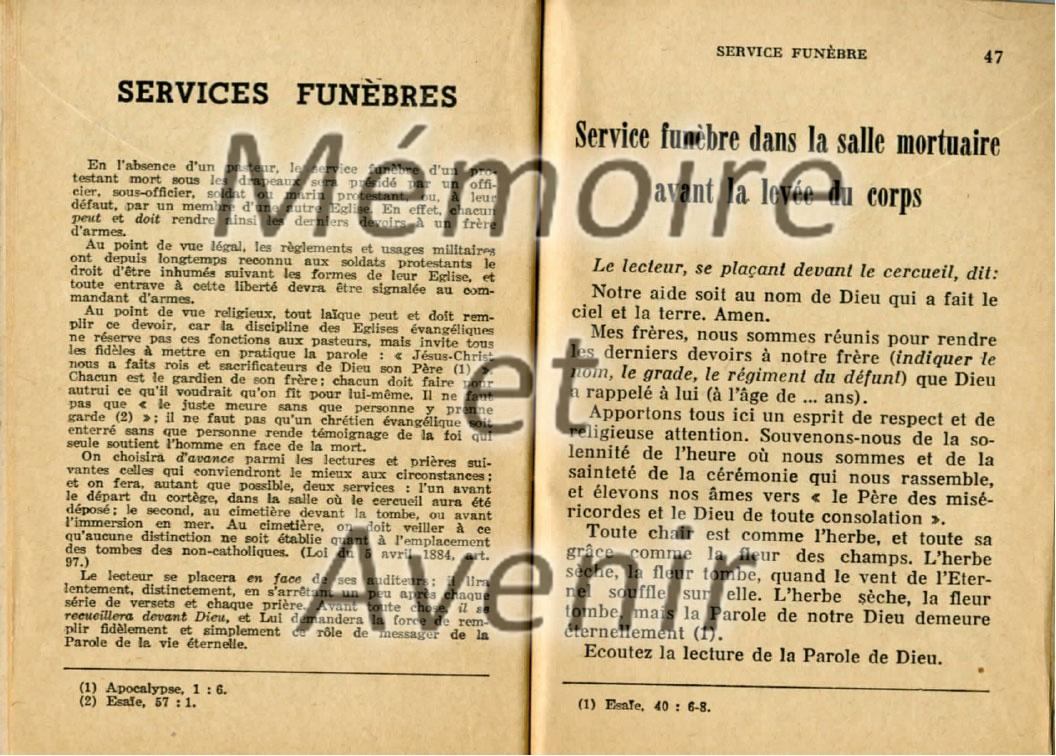 SERVICES FUNÈBRES
En l'absence d'un pasteur, le service funèbre d'un pro-
testant mort sous les drapeaux sera présidé par un offi-
cier, sous-officier, soldat ou marin protestant, ou, à leur
défaut, par un membre d'une autre Eglise. En effet, chacun
peut et doit rendre ainsi les derniers devoirs à un frère
d'armes.
Au point de vue légal, les règlements et usages militaires
ont depuis longtemps reconnu aux soldats protestants le
droit d'être inhumés suivant les formes de leur Eglise, et
toute entrave à cette liberté devra être signalée au com-
mandant d'armes.
Au point de vue religieux, tout laïque peut et doit rem-
plir ce devoir, car la discipline des Eglises évangéliques
ne réserve pas ces fonctions aux pasteurs, mais invite tous
les fidèles à mettre en pratique la parole : « Jésus-Christ
nous a faits rois et sacrificateurs de Dieu son Père (1) ».
Chacun est le gardien de son frère; chacun doit faire pour
autrui ce qu'il voudrait qu'on fît pour lui-même. Il ne faut
pas que « le juste meure sans que personne y prenne
garde (2) »; il ne faut pas qu'un chrétien évangélique soit
enterré sans que personne rende témoignage de la foi qui
seule soutient l'homme en face de la mort.
On choisira d'avance parmi les lectures et prières sui-
vantes celles qui conviendront le mieux aux circonstances;
et on fera, autant que possible, deux services : l'un avant
le départ du cortège, dans la salle où le cercueil aura été
déposé; le second, au cimetière devant la tombe, ou avant
l'immersion en mer. Au cimetière, on doit veiller à ce
qu'aucune distinction ne soit établie quant à l'emplacement
des tombes des non-catholiques. (Loi du 5 avril 1884, art.
97.)
Le lecteur se placera en face de ses auditeurs; il lira
lentement, distinctement, en s'arrêtant un peu après chaque
série de versets et chaque prière. Avant toute chose, il se
recueillera devant Dieu, et Lui demandera la force de rem-
plir fidèlement et simplement ce rôle de messager de la
Parole de la vie éternelle.
(1) Apocalypse, 1 : 6.
(2) Esaïe, 57 : 1.
SERVICE FUNÈBRE 47
Service funèbre dans la salle mortuaire
avant la levée du corps
Le lecteur, se plaçant devant le cercueil, dit:
Notre aide soit au nom de Dieu qui a fait le
ciel et la terre. Amen.
Mes frères, nous sommes réunis pour rendre
les derniers devoirs à notre frère (indiquer le
nom, le grade, le régiment du défunt) que Dieu
a rappelé à lui (à l'âge de ... ans).
Apportons tous ici un esprit de respect et de
religieuse attention. Souvenons-nous de la so-
lennité de l'heure où nous sommes et de la
sainteté de la cérémonie qui nous rassemble,
et élevons nos âmes vers « le Père des misé-
ricordes et le Dieu de toute consolation ».
Toute chair est comme l'herbe, et toute sa
grâce comme la fleur des champs. L'herbe
sèche, la fleur tombe, quand le vent de l'Eter-
nel souffle sur elle. L'herbe sèche, la fleur
tombe, mais la Parole de notre Dieu demeure
éternellement (1).
Ecoutez la lecture de la Parole de Dieu.
(1) Esaïe, 40 : 6-8.
Mémoire
et
Avenir